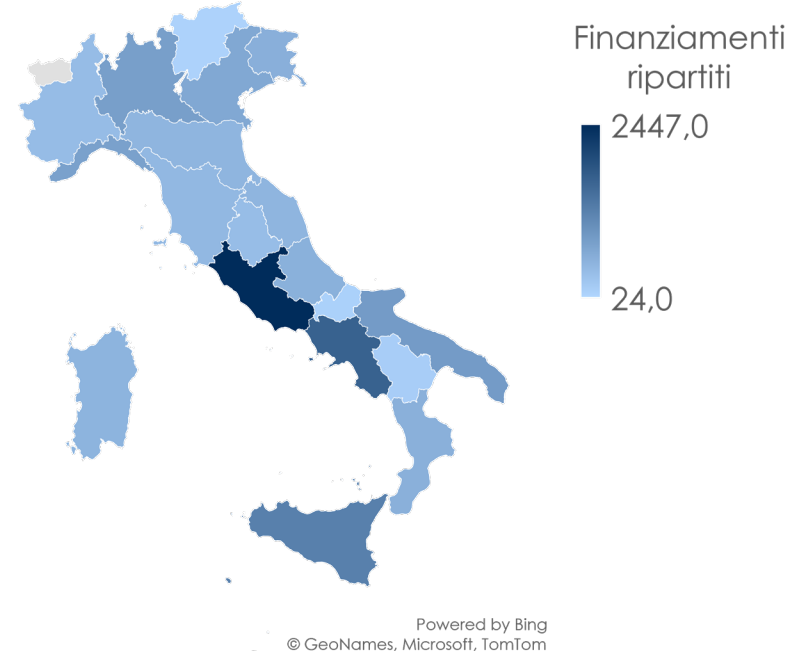 Finanziamenti
ripartiti
2447,0
24,0
Powered by Bing
© GeoNames, Microsoft, TomTom